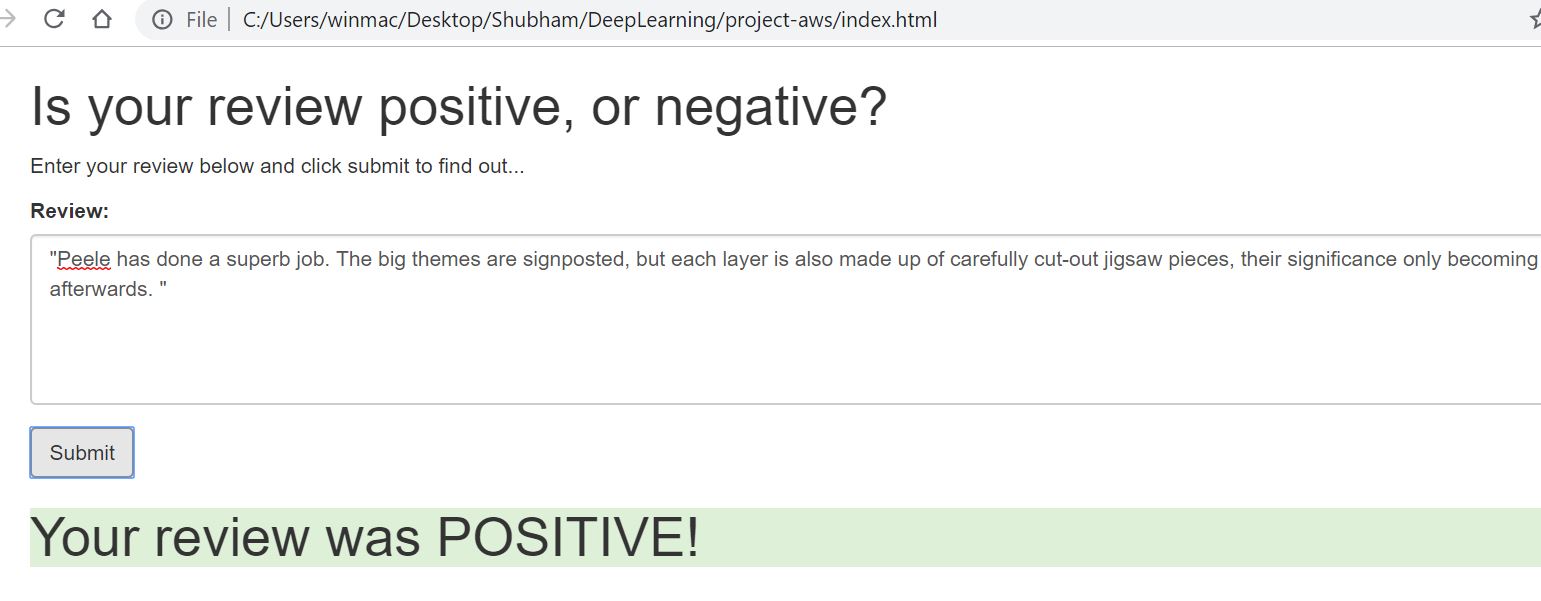 File | C:/Users/winmac/Desktop/Shubham/DeepLearning/project-aws/index.html
Is your review positive, or negative?
Enter your review below and click submit to find out...
Review:
"Peele has done a superb job. The big themes are signposted, but each layer is also made up of carefully cut-out jigsaw pieces, their significance only becoming
afterwards. "
Submit
Your review was POSITIVE!